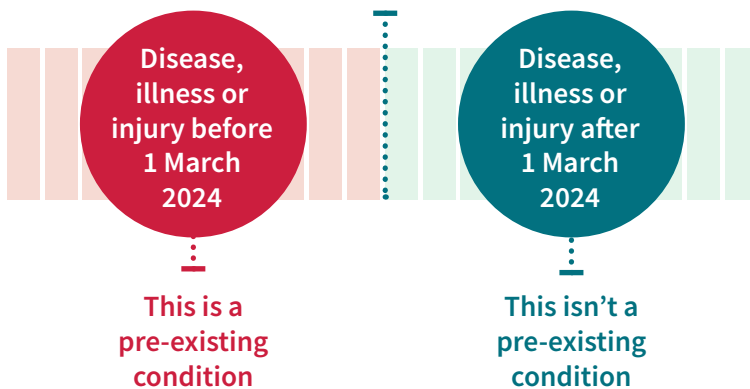 Disease,
illness or
injury before
1 March
2024
Disease,
illness or
injury after
1 March
2024
This is a
pre-existing
condition
This isn’t a
pre-existing
condition